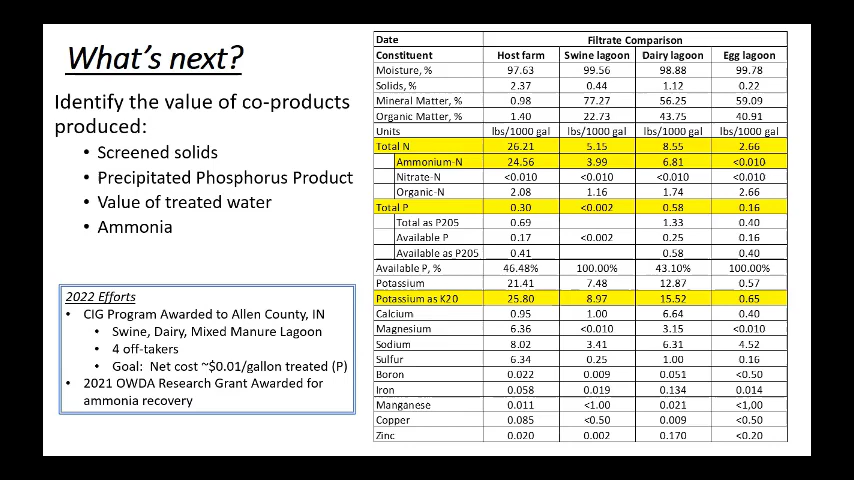 What's next?
Identify the value of co-products
produced:
• Screened solids
• Precipitated Phosphorus Product
• Value of treated water
• Ammonia
2022 Efforts
• CIG Program Awarded to Allen County, IN
• Swine, Dairy, Mixed Manure Lagoon
• 4 off-takers
• Goal: Net cost ~$0.01/gallon treated (P)
• 2021 OWDA Research Grant Awarded for
ammonia recovery
Date Filtrate Comparison
Constituent Host farm Swine lagoon Dairy lagoon Egg lagoon
Moisture, % 97.63 99.56 98.88 99.78
Solids, % 2.37 0.44 1.12 0.22
Mineral Matter, % 0.98 77.27 56.25 59.09
Organic Matter, % 1.40 22.73 43.75 40.91
Units lbs/1000 gal lbs/1000 gal lbs/1000 gal lbs/1000 gal
Total N 26.21 5.15 8.55 2.66
Ammonium-N 24.56 3.99 6.81 <0.010
Nitrate-N <0.010 <0.010 <0.010 <0.010
Organic-N 2.08 1.16 1.74 2.66
Total P 0.30 <0.002 0.58 0.16
Total as P205 0.69 1.33 0.40
Available P 0.17 <0.002 0.25 0.16
Available as P205 0.41 0.58 0.40
Available P, % 46.48% 100.00% 43.10% 100.00%
Potassium 21.41 7.48 12.87 0.57
Potassium as K20 25.80 8.97 15.52 0.65
Calcium 0.95 1.00 6.64 0.40
Magnesium 6.36 <0.010 3.15 <0.010
Sodium 8.02 3.41 6.31 4.52
Sulfur 6.34 0.25 1.00 0.16
Boron 0.022 0.009 0.051 <0.50
Iron 0.058 0.019 0.134 0.014
Manganese 0.011 <1.00 0.021 <1,00
Copper 0.085 <0.50 0.009 <0.50
Zinc 0.020 0.002 0.170 <0.20